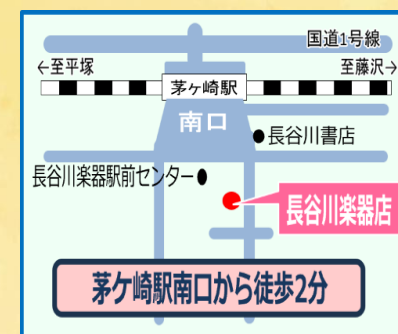 国道1号線
←至平塚
至藤沢→
茅ヶ崎駅
南口
●長谷川書店
長谷川楽器駅前センター●
長谷川楽器店
茅ケ崎駅南口から徒歩2分